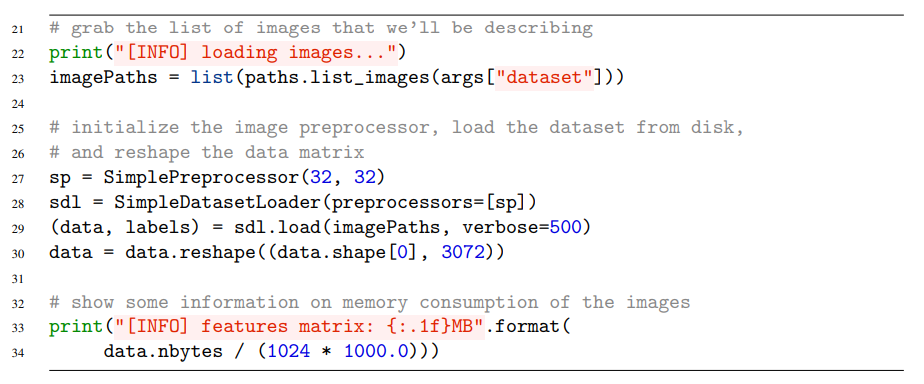 21 # grab the list of images that we'll be describing
22 print("[INFO] loading images...")
23 imagePaths = list(paths.list_images(args["dataset"]))
24
25 # initialize the image preprocessor, load the dataset from disk,
26 # and reshape the data matrix
27 sp = SimplePreprocessor(32, 32)
28 sdl = SimpleDatasetLoader(preprocessors=[sp])
29 (data, labels) = sdl.load(imagePaths, verbose=500)
30 data = data.reshape((data.shape[0], 3072))
31
32 # show some information on memory consumption of the images
33 print("[INFO] features matrix: {:.1f}MB".format(
34     data.nbytes / (1024 * 1000.0)))